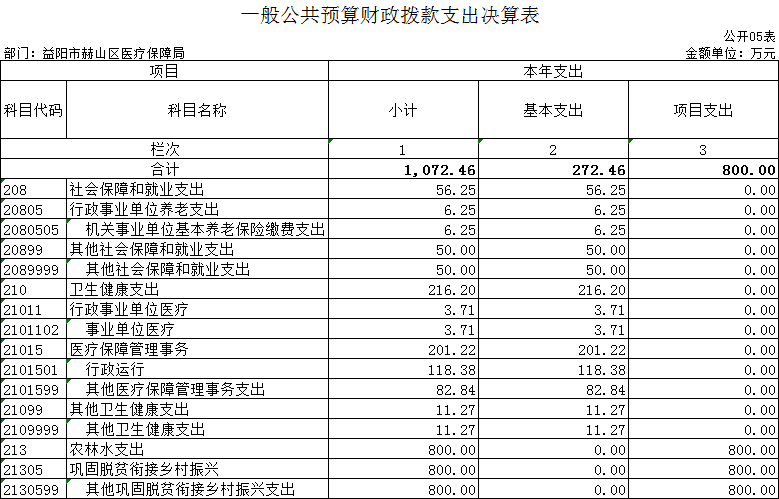 一般公共预算财政拨款支出决算表
公开05表
部门：益阳市赫山区医疗保障局 金额单位：万元
项目 本年支出
科目代码 科目名称 小计 基本支出 项目支出
栏次 1 2 3
合计 1,072.46 272.46 800.00
208 社会保障和就业支出 56.25 56.25 0.00
20805 行政事业单位养老支出 6.25 6.25 0.00
2080505 机关事业单位基本养老保险缴费支出 6.25 6.25 0.00
20899 其他社会保障和就业支出 50.00 50.00 0.00
2089999 其他社会保障和就业支出 50.00 50.00 0.00
210 卫生健康支出 216.20 216.20 0.00
21011 行政事业单位医疗 3.71 3.71 0.00
2101102 事业单位医疗 3.71 3.71 0.00
21015 医疗保障管理事务 201.22 201.22 0.00
2101501 行政运行 118.38 118.38 0.00
2101599 其他医疗保障管理事务支出 82.84 82.84 0.00
21099 其他卫生健康支出 11.27 11.27 0.00
2109999 其他卫生健康支出 11.27 11.27 0.00
213 农林水支出 800.00 0.00 800.00
21305 巩固脱贫衔接乡村振兴 800.00 0.00 800.00
2130599 其他巩固脱贫衔接乡村振兴支出 800.00 0.00 800.00